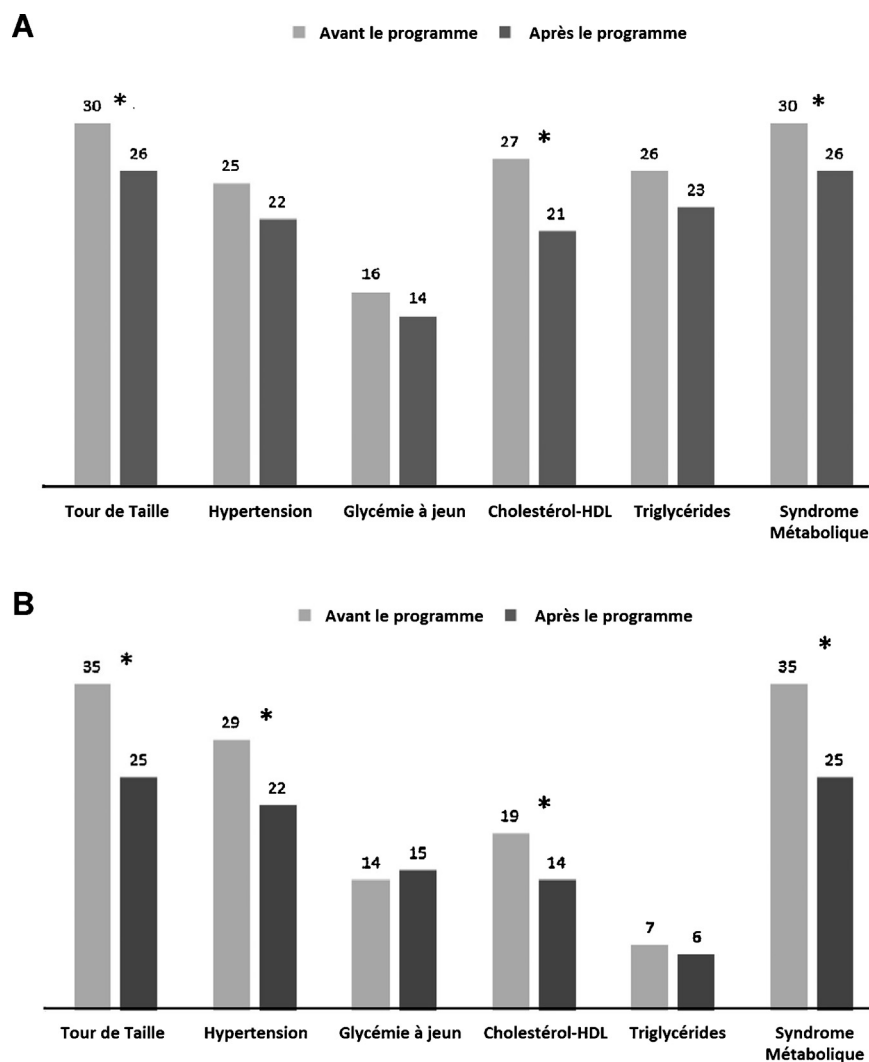 A
Avant le programme Après le programme
30 * 26
25 22
16 14
27 * 21
26 23
30 * 26
Tour de Taille Hypertension Glycémie à jeun Cholestérol-HDL Triglycérides Syndrome
Métabolique
B
Avant le programme Après le programme
35 * 25
29 * 22
14 15
19 * 14
7 6
35 * 25
Tour de Taille Hypertension Glycémie à jeun Cholestérol-HDL Triglycérides Syndrome
Métabolique